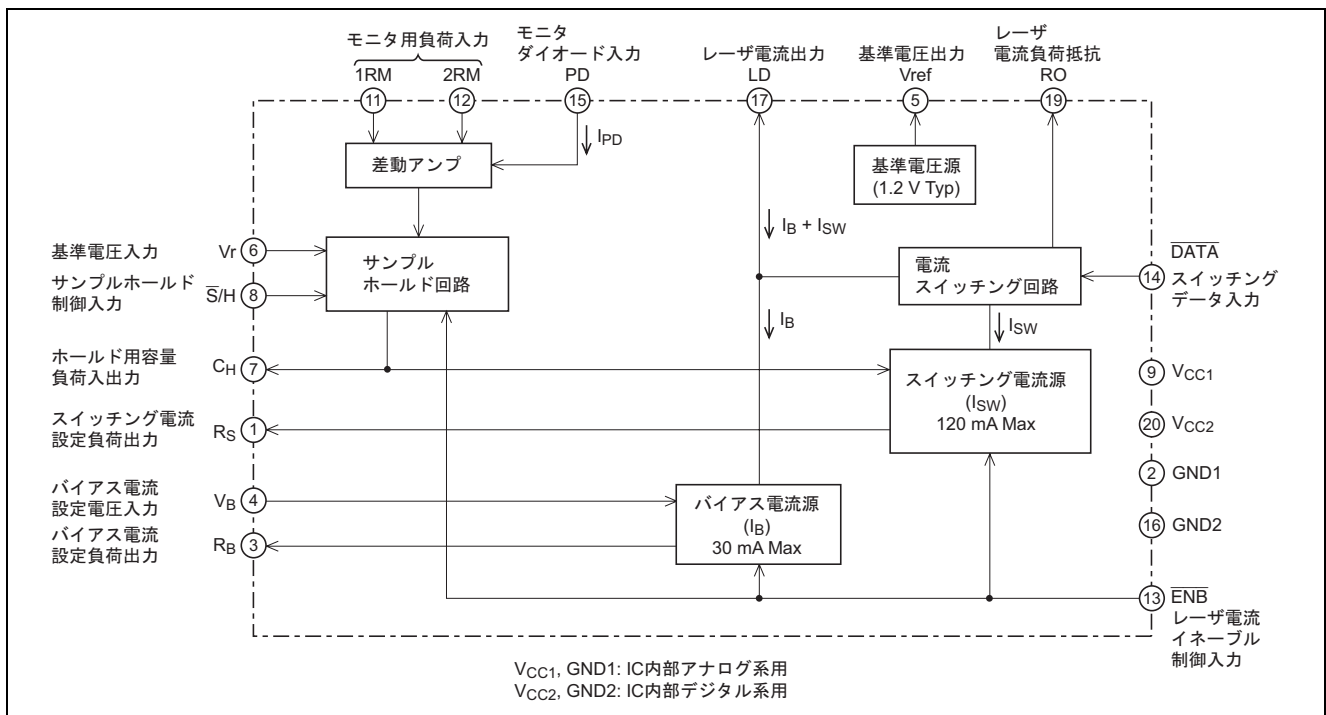 モニタ用負荷入力
1RM
2RM
11
12
モニタ
ダイオード入力
PD
15
レーザ電流出力
LD
17
基準電圧出力
Vref
5
レーザ
電流負荷抵抗
RO
19
IPD
差動アンプ
基準電圧源
(1.2 V Typ)
基準電圧入力
Vr
6
サンプルホールド
制御入力
S̅/H
8
サンプル
ホールド回路
IB + ISW
電流
スイッチング回路
D̅A̅T̅A̅
14
スイッチング
データ入力
IB
ISW
ホールド用容量
負荷入出力
CH
7
スイッチング電流源
(ISW)
120 mA Max
9
VCC1
スイッチング電流
設定負荷出力
RS
1
20
VCC2
2
GND1
バイアス電流
設定電圧入力
VB
4
バイアス電流源
(IB)
30 mA Max
16
GND2
バイアス電流
設定負荷出力
RB
3
13
E̅N̅B̅
レーザ電流
イネーブル
制御入力
VCC1, GND1: IC内部アナログ系用
VCC2, GND2: IC内部デジタル系用